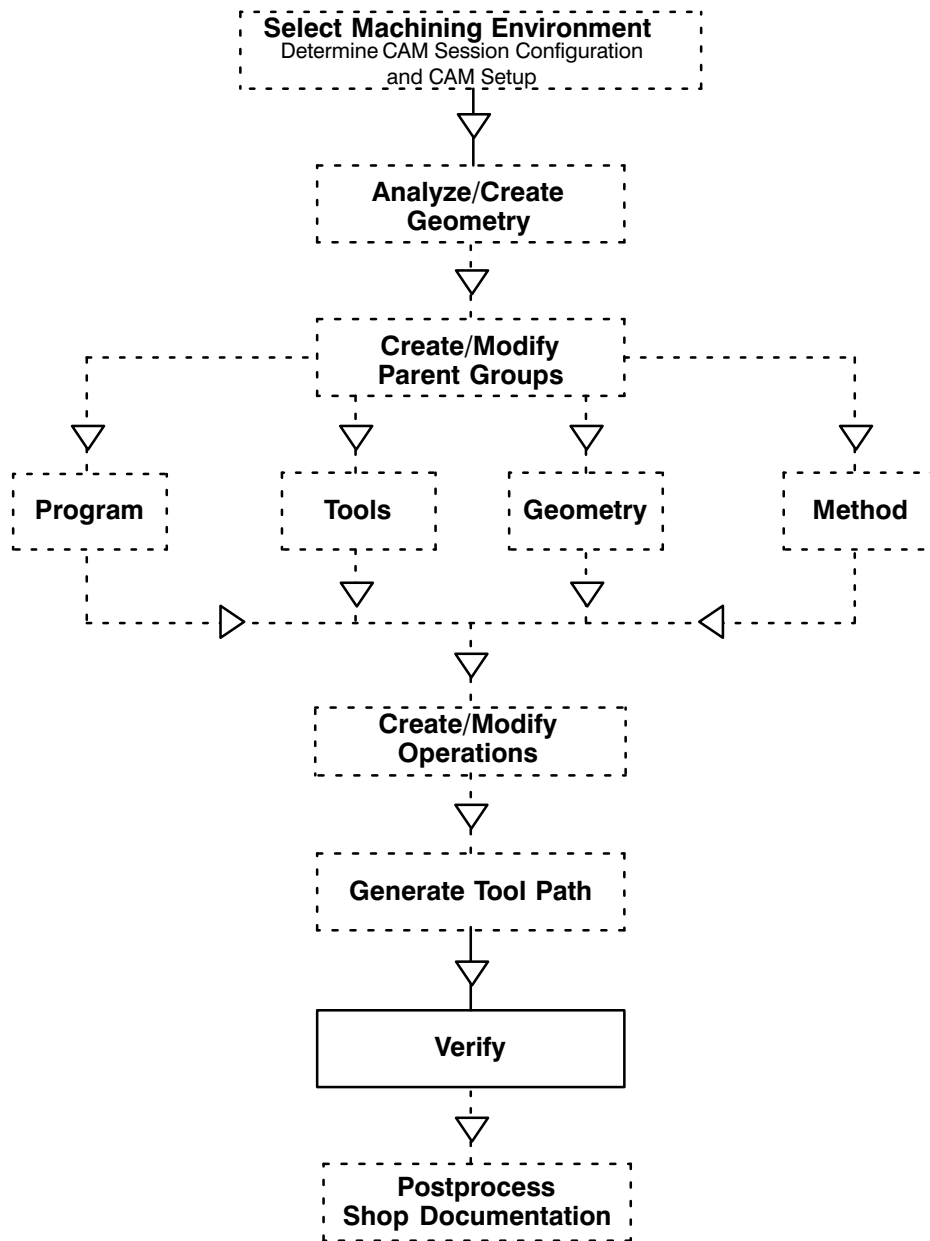 Select Machining Environment
Determine CAM Session Configuration
and CAM Setup
Analyze/Create
Geometry
Create/Modify
Parent Groups
Program
Tools
Geometry
Method
Create/Modify
Operations
Generate Tool Path
Verify
Postprocess
Shop Documentation